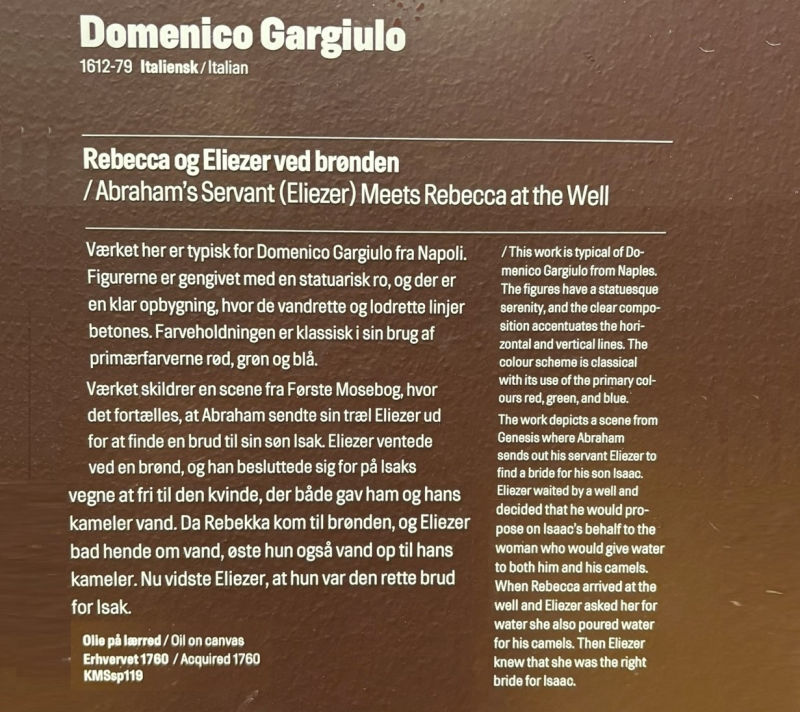 Domenico Gargiulo
1612-79 Italiensk / Italian
Rebecca og Eliezer ved brønden
/ Abraham's Servant (Eliezer) Meets Rebecca at the Well
Værket her er typisk for Domenico Gargiulo fra Napoli.
Figurerne er gengivet med en statuarisk ro, og der er
en klar opbygning, hvor de vandrette og lodrette linjer
betones. Farveholdningen er klassisk i sin brug af
primærfarverne rød, grøn og blå.
Værket skildrer en scene fra Første Mosebog, hvor
det fortælles, at Abraham sendte sin træl Eliezer ud
for at finde en brud til sin søn Isak. Eliezer ventede
ved en brønd, og han besluttede sig for på Isaks
vegne at fri til den kvinde, der både gav ham og hans
kameler vand. Da Rebekka kom til brønden, og Eliezer
bad hende om vand, øste hun også vand op til hans
kameler. Nu vidste Eliezer, at hun var den rette brud
for Isak.
Olie på lærred / Oil on canvas
Erhvervet 1760 / Acquired 1760
KMSsp119
/ This work is typical of Do-
menico Gargiulo from Naples.
The figures have a statuesque
serenity, and the clear compo-
sition accentuates the hori-
zontal and vertical lines. The
colour scheme is classical
with its use of the primary col-
ours red, green, and blue.
The work depicts a scene from
Genesis where Abraham
sends out his servant Eliezer to
find a bride for his son Isaac.
Eliezer waited by a well and
decided that he would pro-
pose on Isaac's behalf to the
woman who would give water
to both him and his camels.
When Rebecca arrived at the
well and Eliezer asked her for
water she also poured water
for his camels. Then Eliezer
knew that she was the right
bride for Isaac.